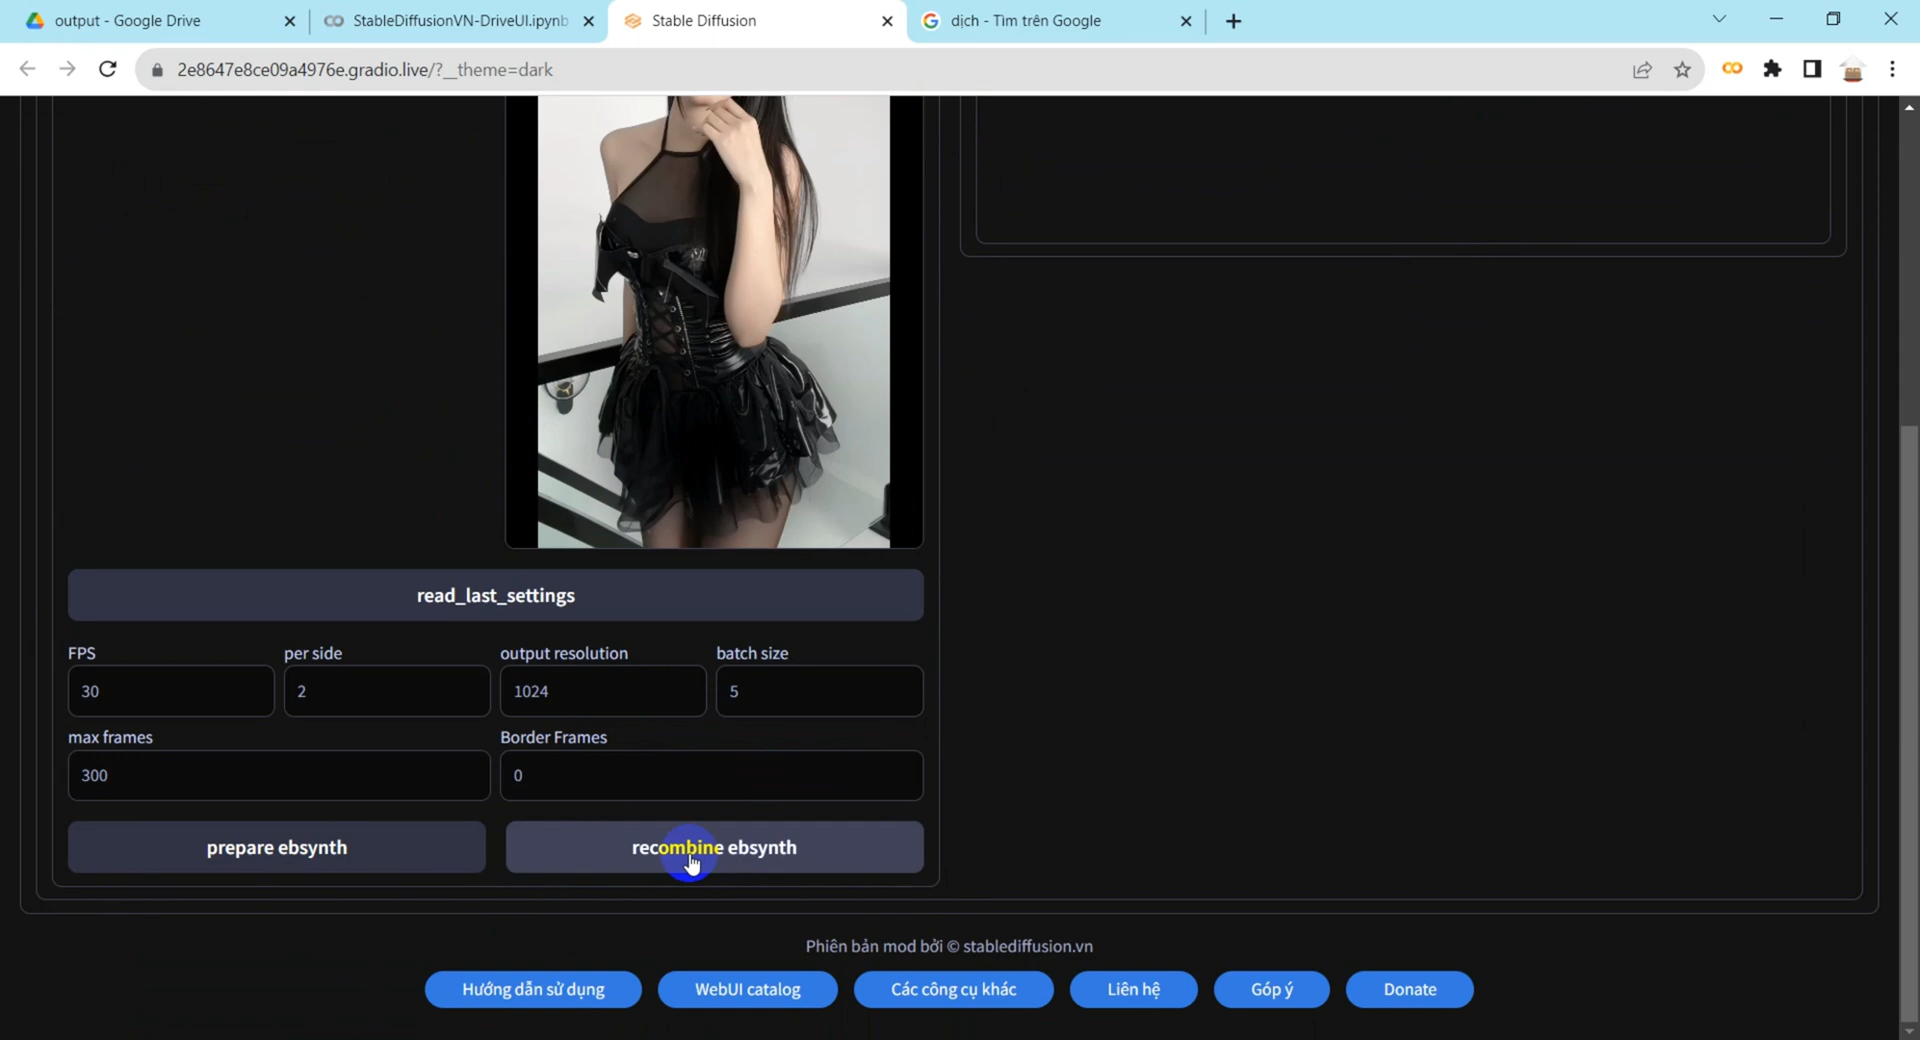 output - Google Drive
StableDiffusionVN-DriveUI.ipynb
Stable Diffusion
dịch - Tìm trên Google
2e8647e8ce09a4976e.gradio.live/?__theme=dark
read_last_settings
FPS
per side
output resolution
batch size
30
2
1024
5
max frames
Border Frames
300
0
prepare ebsynth
recombine ebsynth
Phiên bản mod bởi © stablediffusion.vn
Hướng dẫn sử dụng
WebUI catalog
Các công cụ khác
Liên hệ
Góp ý
Donate